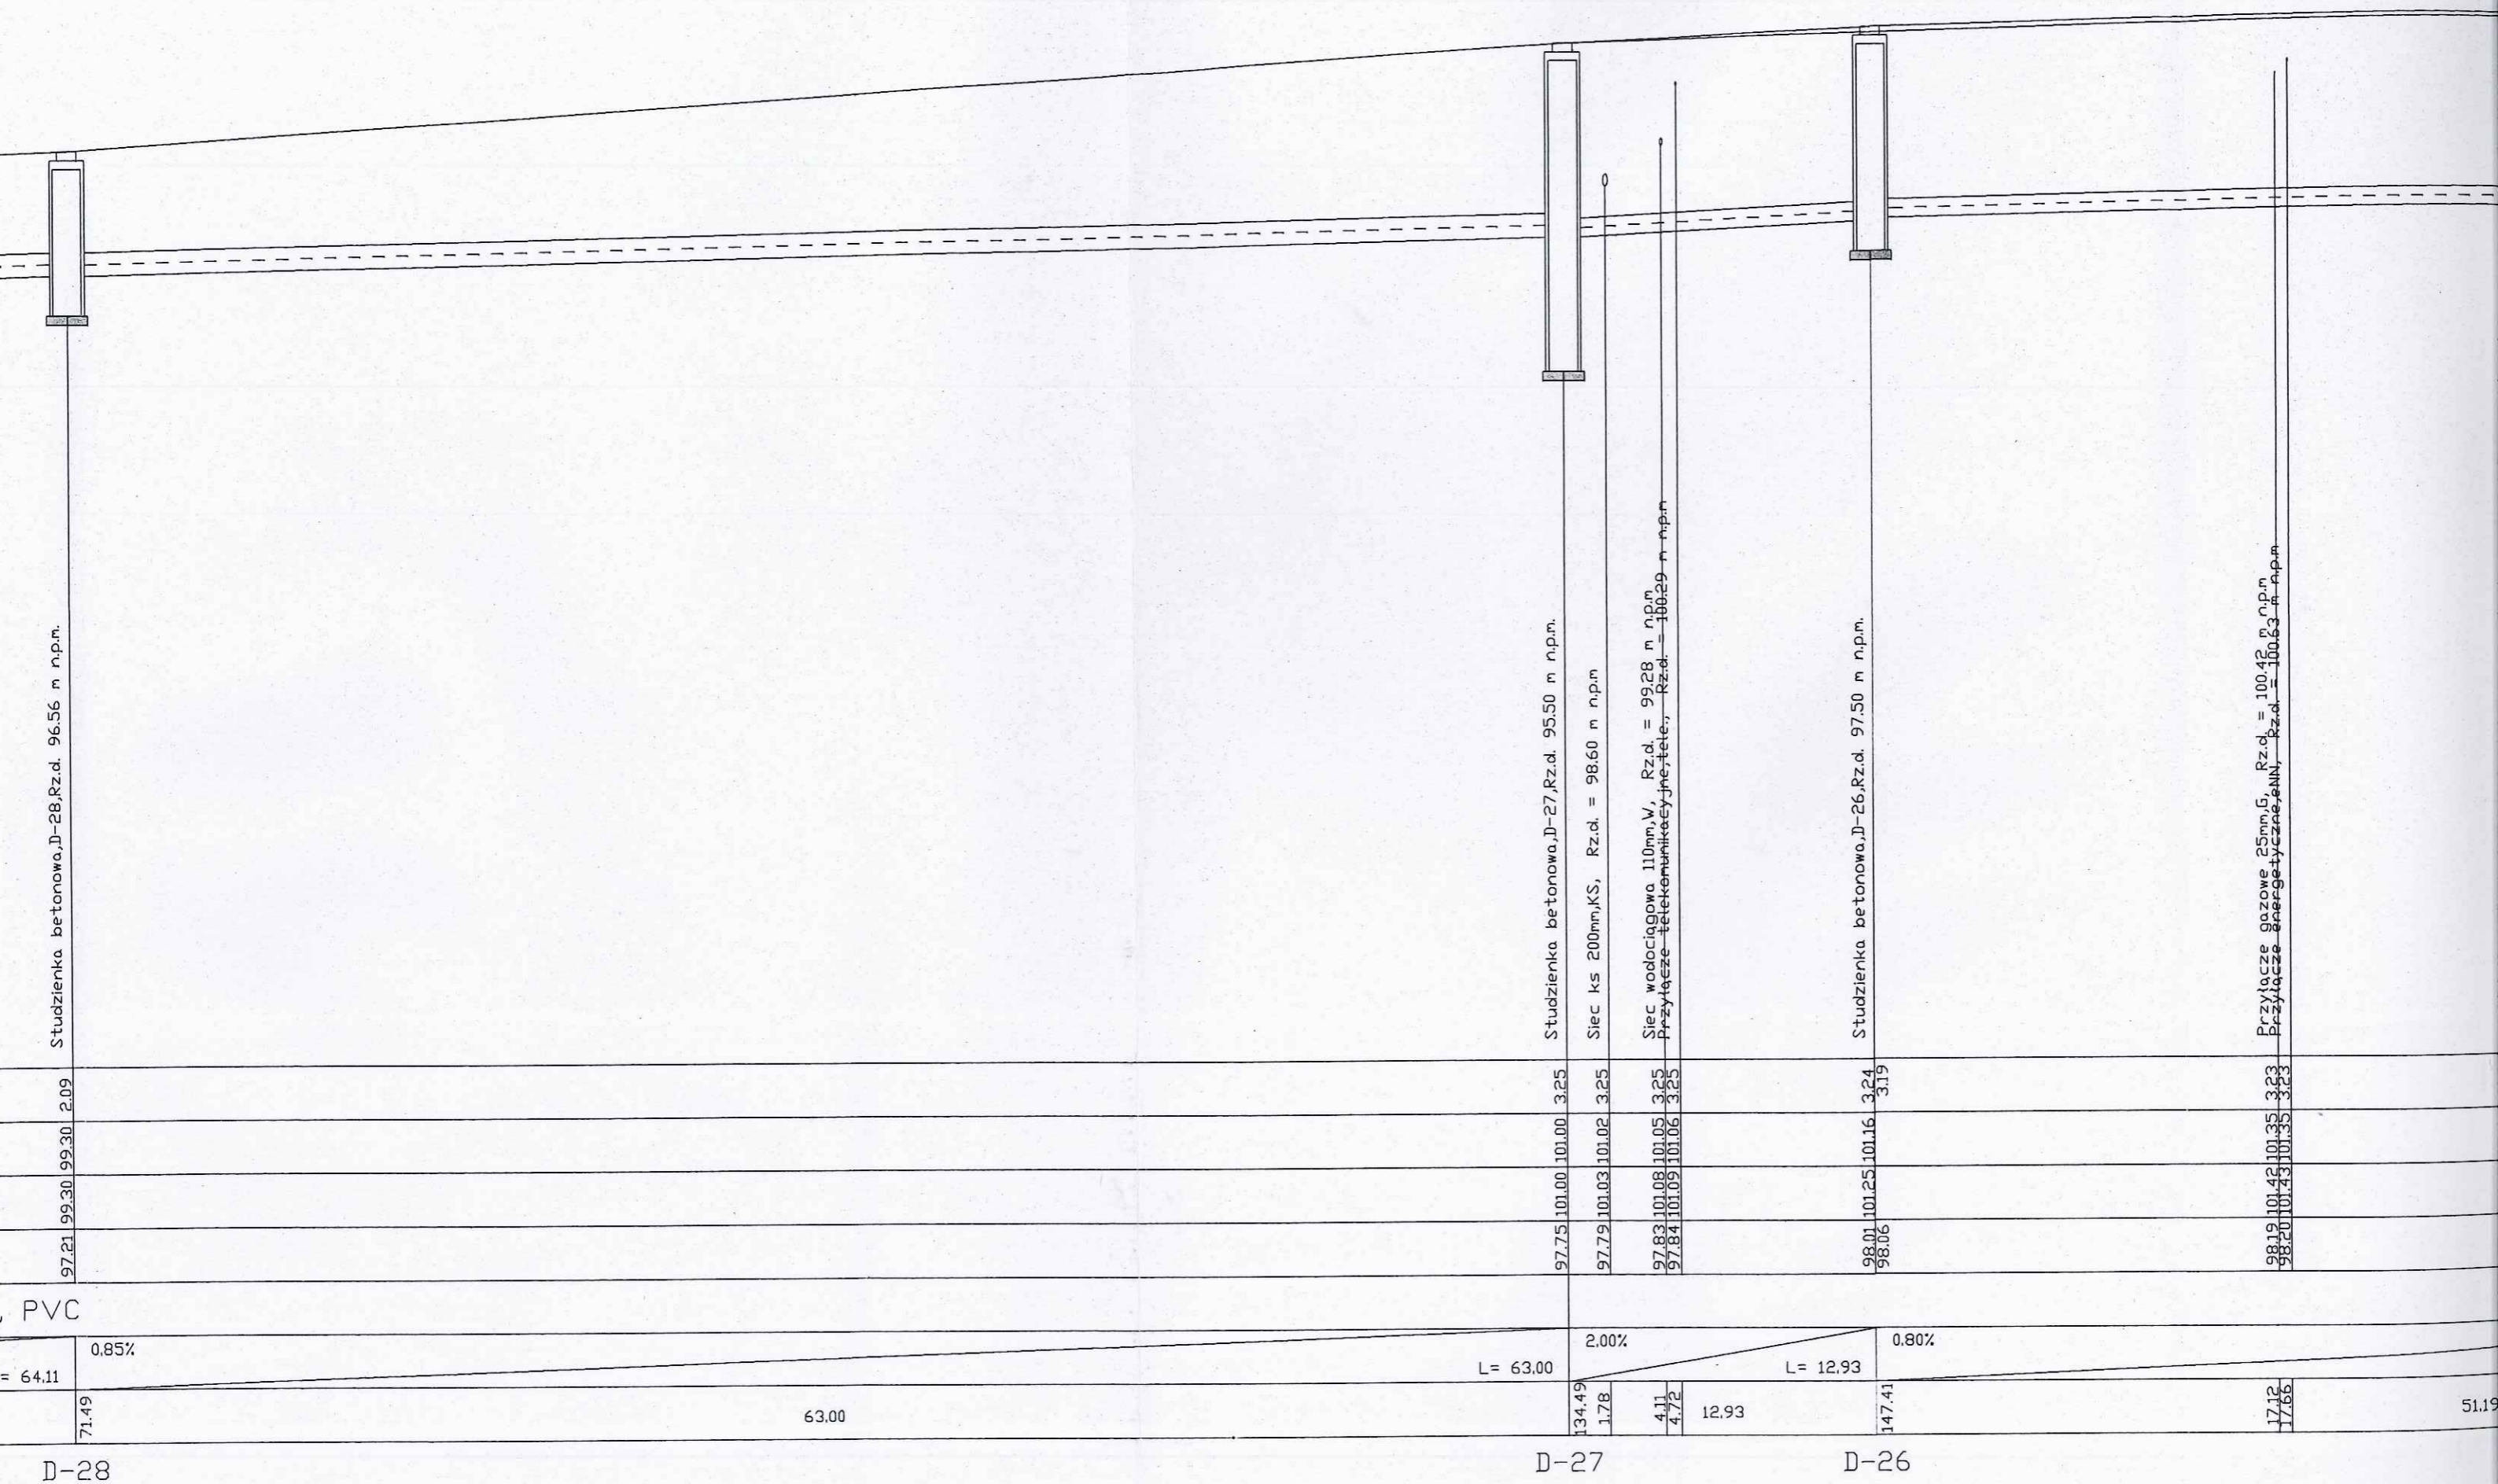 Studzienka betonowa,D-28,Rz.d. 96.56 m n.p.m.
Studzienka betonowa,D-27,Rz.d. 95.50 m n.p.m.
Siec ks 200mm,KS, Rz.d. = 98.60 m n.p.m
Siec wodociągowa 110mm,W, Rz.d. = 99.28 m n.p.m
Przyłącze telekomunikacyjne,tele., Rz.d. = 100.29 m n.p.m
Studzienka betonowa,D-26,Rz.d. 97.50 m n.p.m.
Przyłącze gazowe 25mm,G, Rz.d. = 100.42 m n.p.m
Przyłącze energetyczne,eNN, Rz.d. = 100.63 m n.p.m
2.09 3.25 3.25 3.25 3.25 3.24 3.19 3.23 3.23
99.30 101.00 101.02 101.05 101.06 101.16 101.35 101.35
99.30 101.00 101.03 101.08 101.09 101.25 101.42 101.43
97.21 97.75 97.79 97.83 97.84 98.01 98.06 98.19 98.20
, PVC
0.85% 2.00% 0.80%
= 64.11 L= 63.00 L= 12.93
71.49 63.00 134.49 1.78 4.11 4.72 12.93 147.41 17.12 17.66 51.19
D-28 D-27 D-26